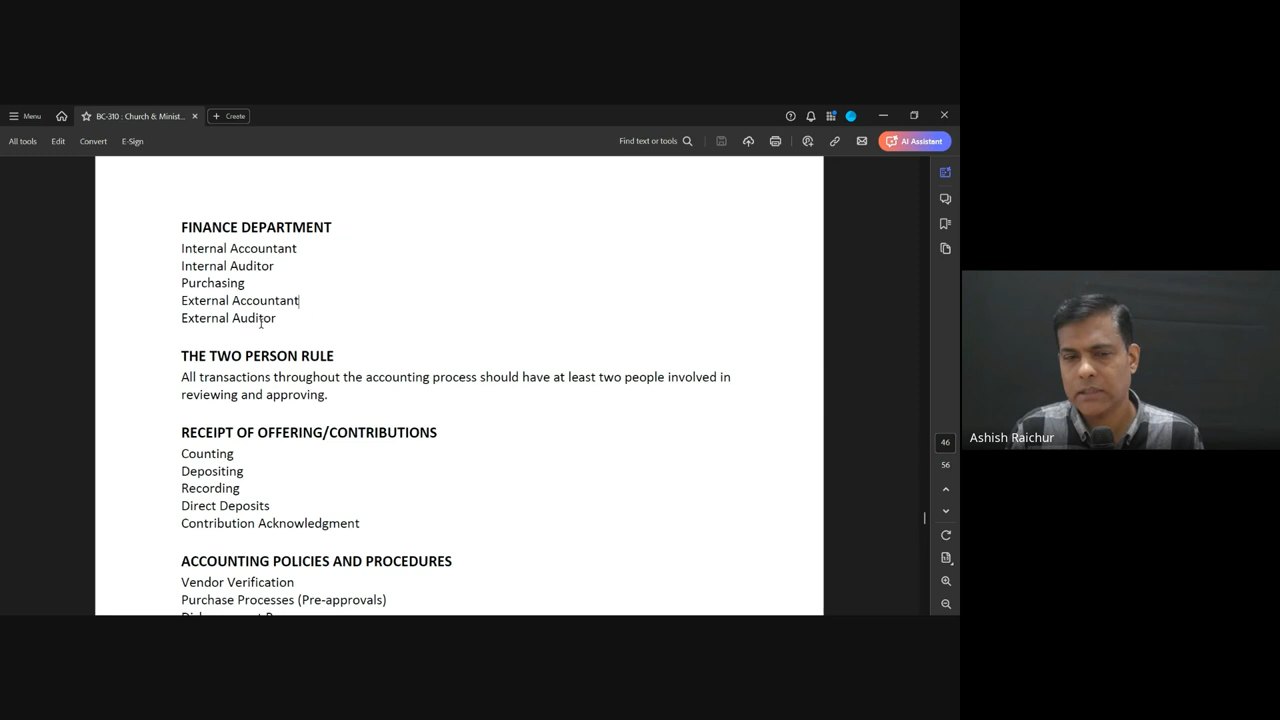 Menu
BC-310 : Church & Minist...
Create
All tools
Edit
Convert
E-Sign
Find text or tools
AI Assistant
FINANCE DEPARTMENT
Internal Accountant
Internal Auditor
Purchasing
External Accountant
External Auditor
THE TWO PERSON RULE
All transactions throughout the accounting process should have at least two people involved in
reviewing and approving.
RECEIPT OF OFFERING/CONTRIBUTIONS
Counting
Depositing
Recording
Direct Deposits
Contribution Acknowledgment
ACCOUNTING POLICIES AND PROCEDURES
Vendor Verification
Purchase Processes (Pre-approvals)
46
56
Ashish Raichur